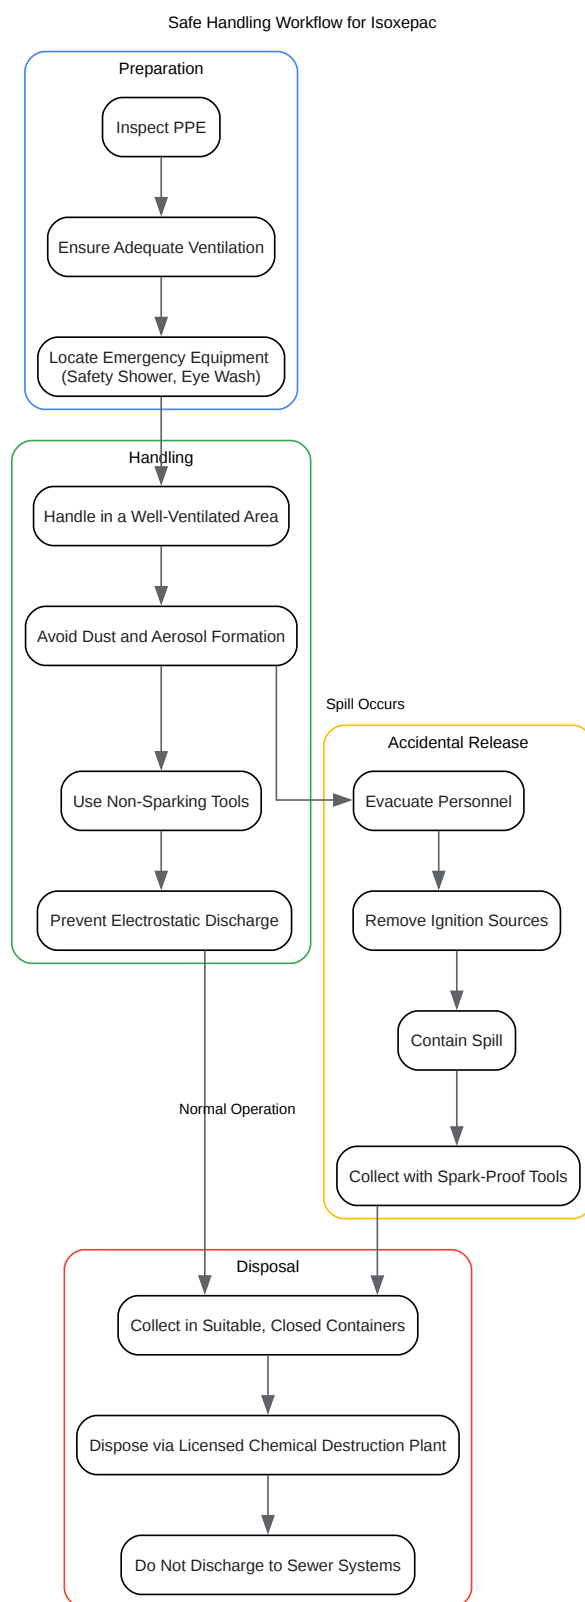 Safe Handling Workflow for Isoxepac
Preparation
Inspect PPE
Ensure Adequate Ventilation
Locate Emergency Equipment
(Safety Shower, Eye Wash)
Handling
Handle in a Well-Ventilated Area
Avoid Dust and Aerosol Formation
Use Non-Sparking Tools
Prevent Electrostatic Discharge
Spill Occurs
Accidental Release
Evacuate Personnel
Remove Ignition Sources
Contain Spill
Collect with Spark-Proof Tools
Normal Operation
Disposal
Collect in Suitable, Closed Containers
Dispose via Licensed Chemical Destruction Plant
Do Not Discharge to Sewer Systems